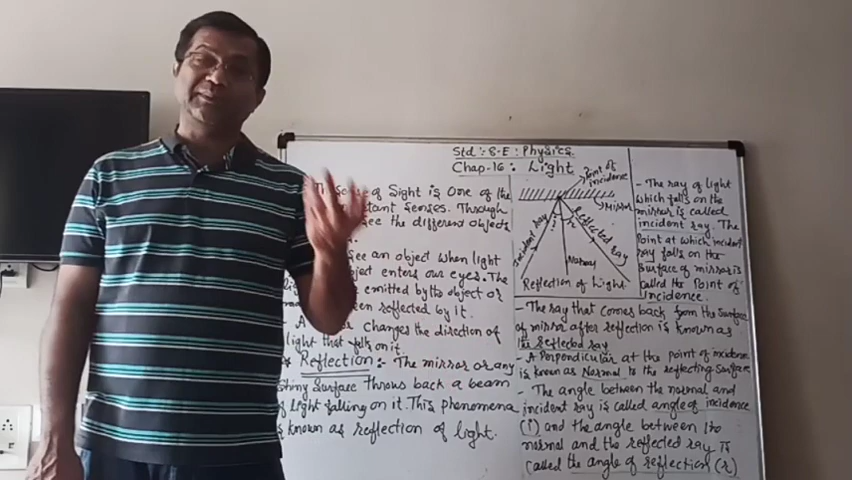 Std:- 8-E : Physics
Chap-16: Light
of Sight is one of the
senses. Through
see the different objects
see an object when light
object enters our eyes. The
emitted by the object or
been reflected by it.
- A changes the direction of
light that falls on it.
Reflection :- The mirror or any
shiny surface throws back a beam
of light falling on it. This phenomena
is known as reflection of light.
Point of
incidence
Mirror
Incident Ray
i
r
Reflected Ray
Normal
Reflection of Light
- The ray of light
which falls on the
mirror is called
incident ray. The
Point at which incident
ray falls on the
surface of mirror is
called the Point of
incidence.
- The ray that comes back from the surface
of mirror after reflection is known as
the reflected ray
- A Perpendicular at the point of incidence
is known as Normal to the reflecting surface
- The angle between the normal and
incident ray is called angle of incidence
(i) and the angle between the
normal and the reflected ray is
called the angle of reflection (r)